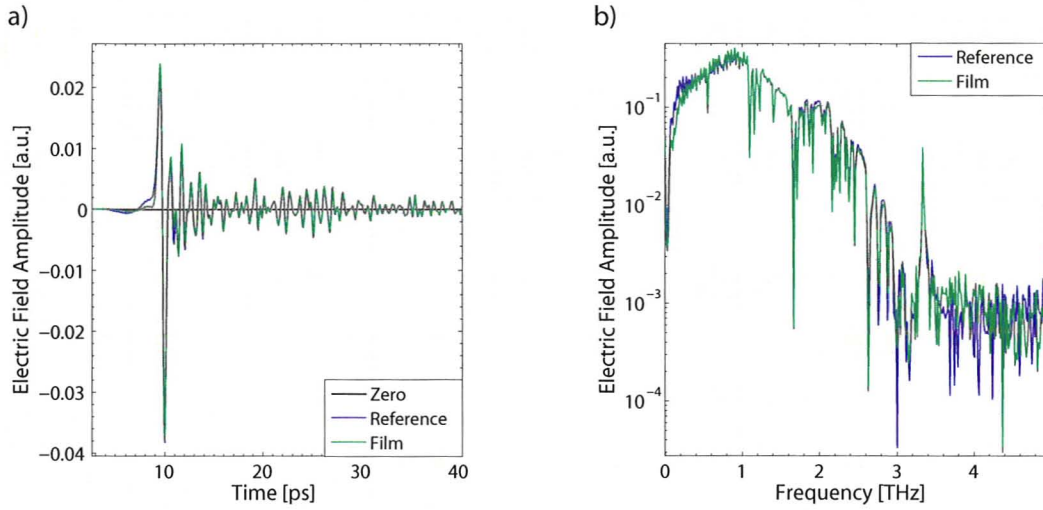 a)
Electric Field Amplitude [a.u.]
0.02
0.01
0
−0.01
−0.02
−0.03
−0.04
10
20
30
40
Time [ps]
Zero
Reference
Film
b)
Electric Field Amplitude [a.u.]
10⁻¹
10⁻²
10⁻³
10⁻⁴
0
1
2
3
4
Frequency [THz]
Reference
Film